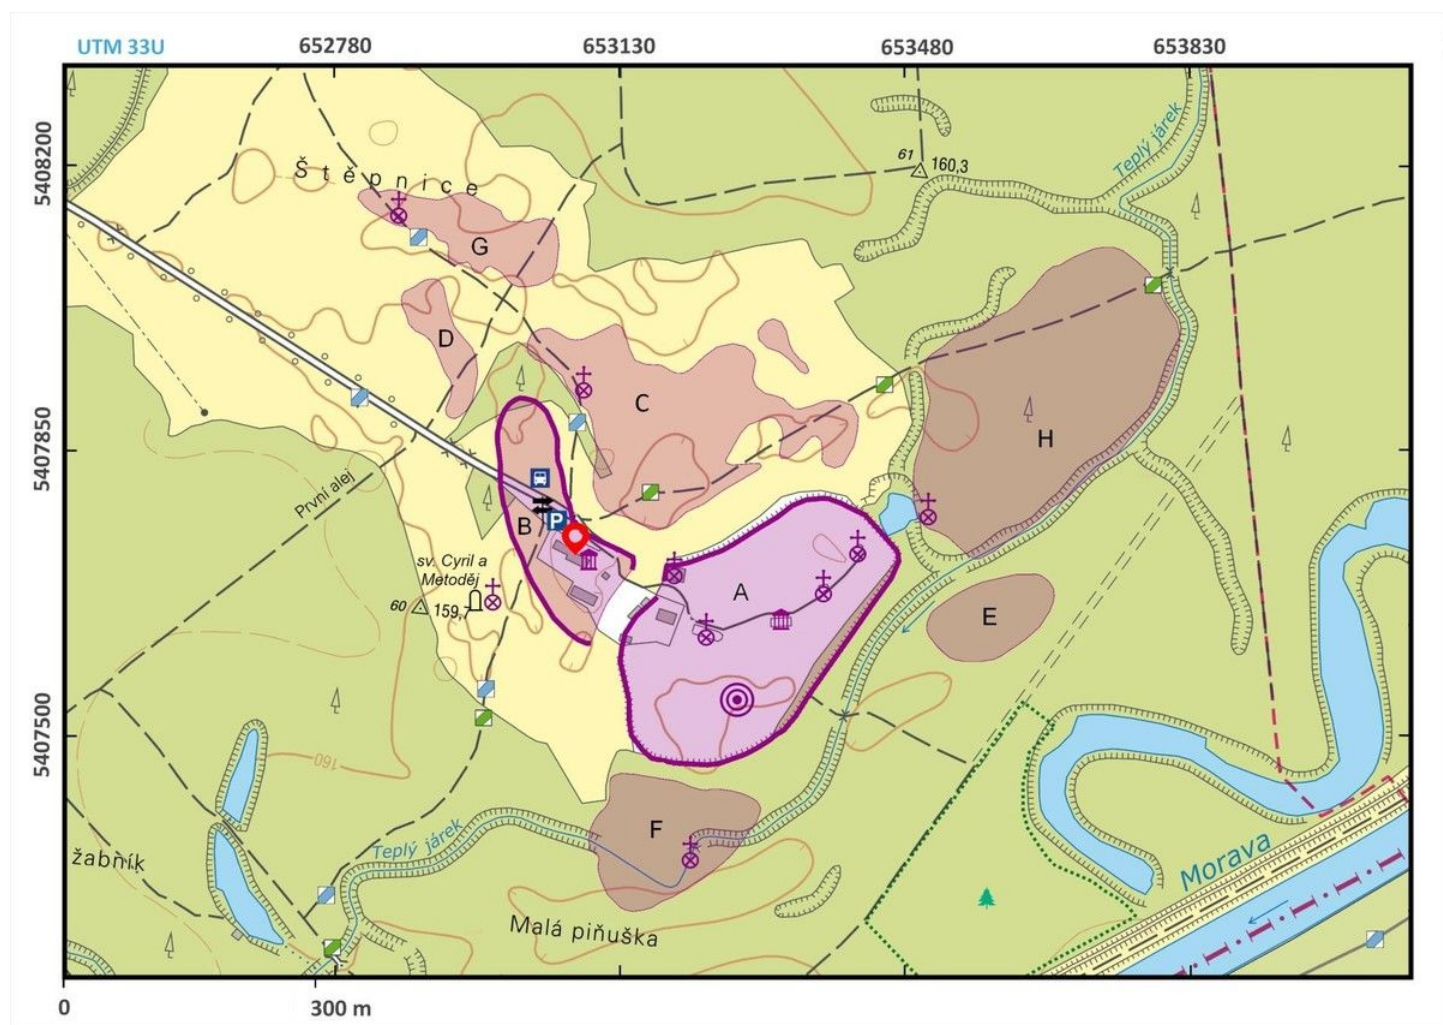 UTM 33U
652780
653130
653480
653830
5408200
5407850
5407500
Štěpnice
Teplý járek
61
160,3
G
D
C
H
První alej
B
P
A
sv. Cyril a
Metoděj
60
159,7
E
160
F
Teplý járek
žabník
Malá piňuška
Morava
0
300 m